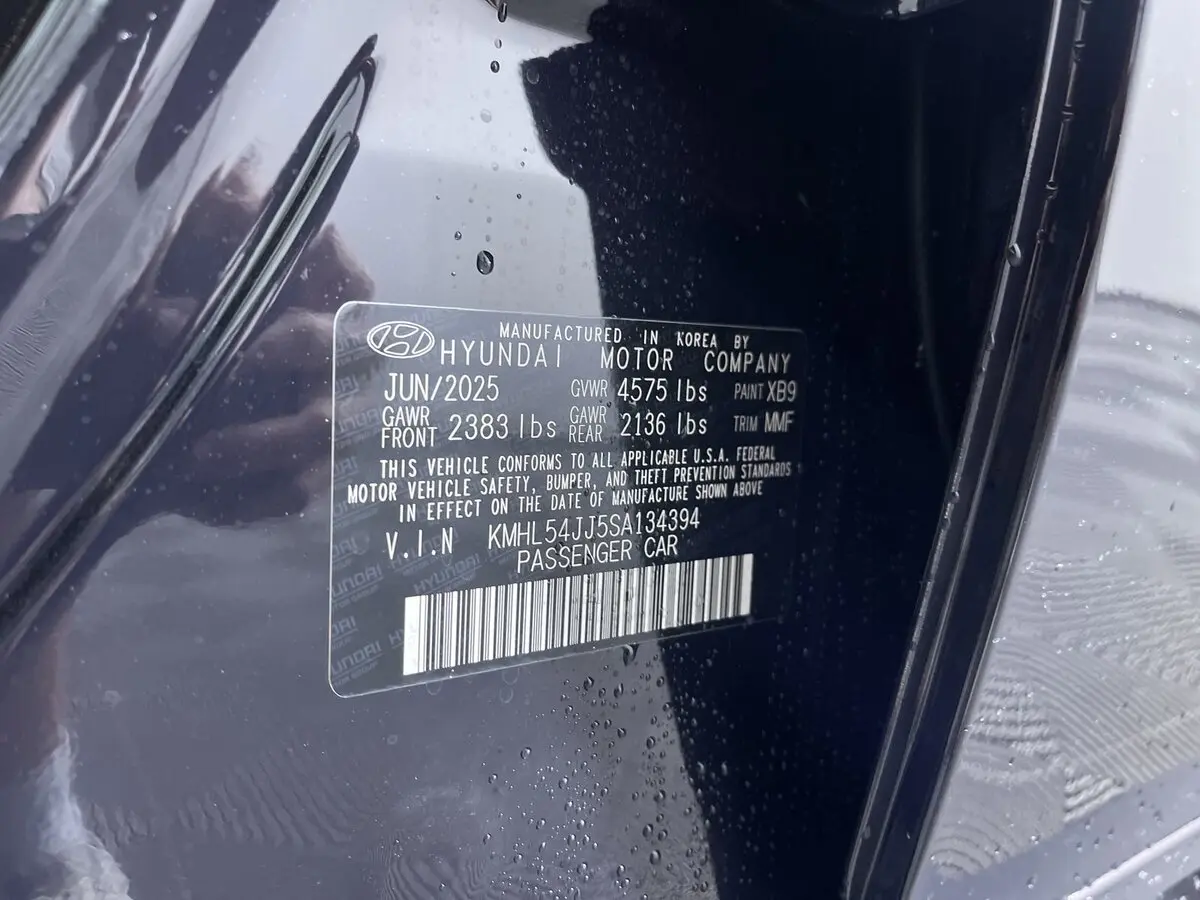 MANUFACTURED IN KOREA BY
HYUNDAI MOTOR COMPANY
JUN/2025 GVWR 4575 lbs PAINT XB9
GAWR FRONT 2383 lbs GAWR REAR 2136 lbs TRIM MMF
THIS VEHICLE CONFORMS TO ALL APPLICABLE U.S.A. FEDERAL
MOTOR VEHICLE SAFETY, BUMPER, AND THEFT PREVENTION STANDARDS
IN EFFECT ON THE DATE OF MANUFACTURE SHOWN ABOVE
V.I.N KMHL54JJ5SA134394
PASSENGER CAR